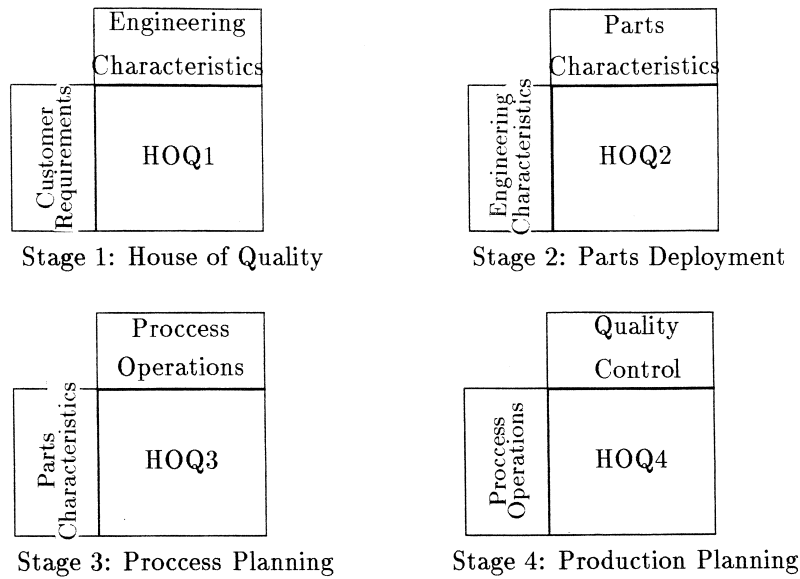 Engineering
Characteristics
Customer
Requirements
HOQ1
Stage 1: House of Quality
Parts
Characteristics
Engineering
Characteristics
HOQ2
Stage 2: Parts Deployment
Proccess
Operations
Parts
Characteristics
HOQ3
Stage 3: Proccess Planning
Quality
Control
Proccess
Operations
HOQ4
Stage 4: Production Planning